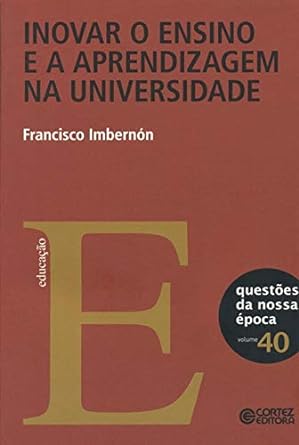 INOVAR O ENSINO
E A APRENDIZAGEM
NA UNIVERSIDADE
Francisco Imbernón
educação
E
questões
da nossa
época
volume 40
CORTEZ
EDITORA